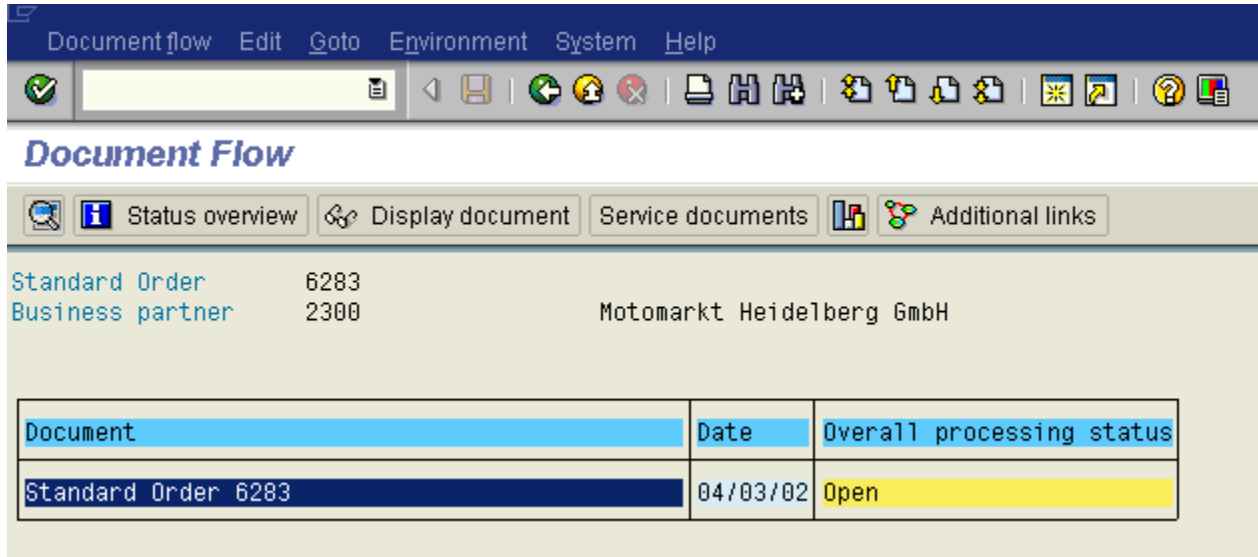 Document flow Edit Goto Environment System Help
Document Flow
Status overview Display document Service documents Additional links
Standard Order 6283
Business partner 2300 Motomarkt Heidelberg GmbH
Document Date Overall processing status
Standard Order 6283 04/03/02 Open